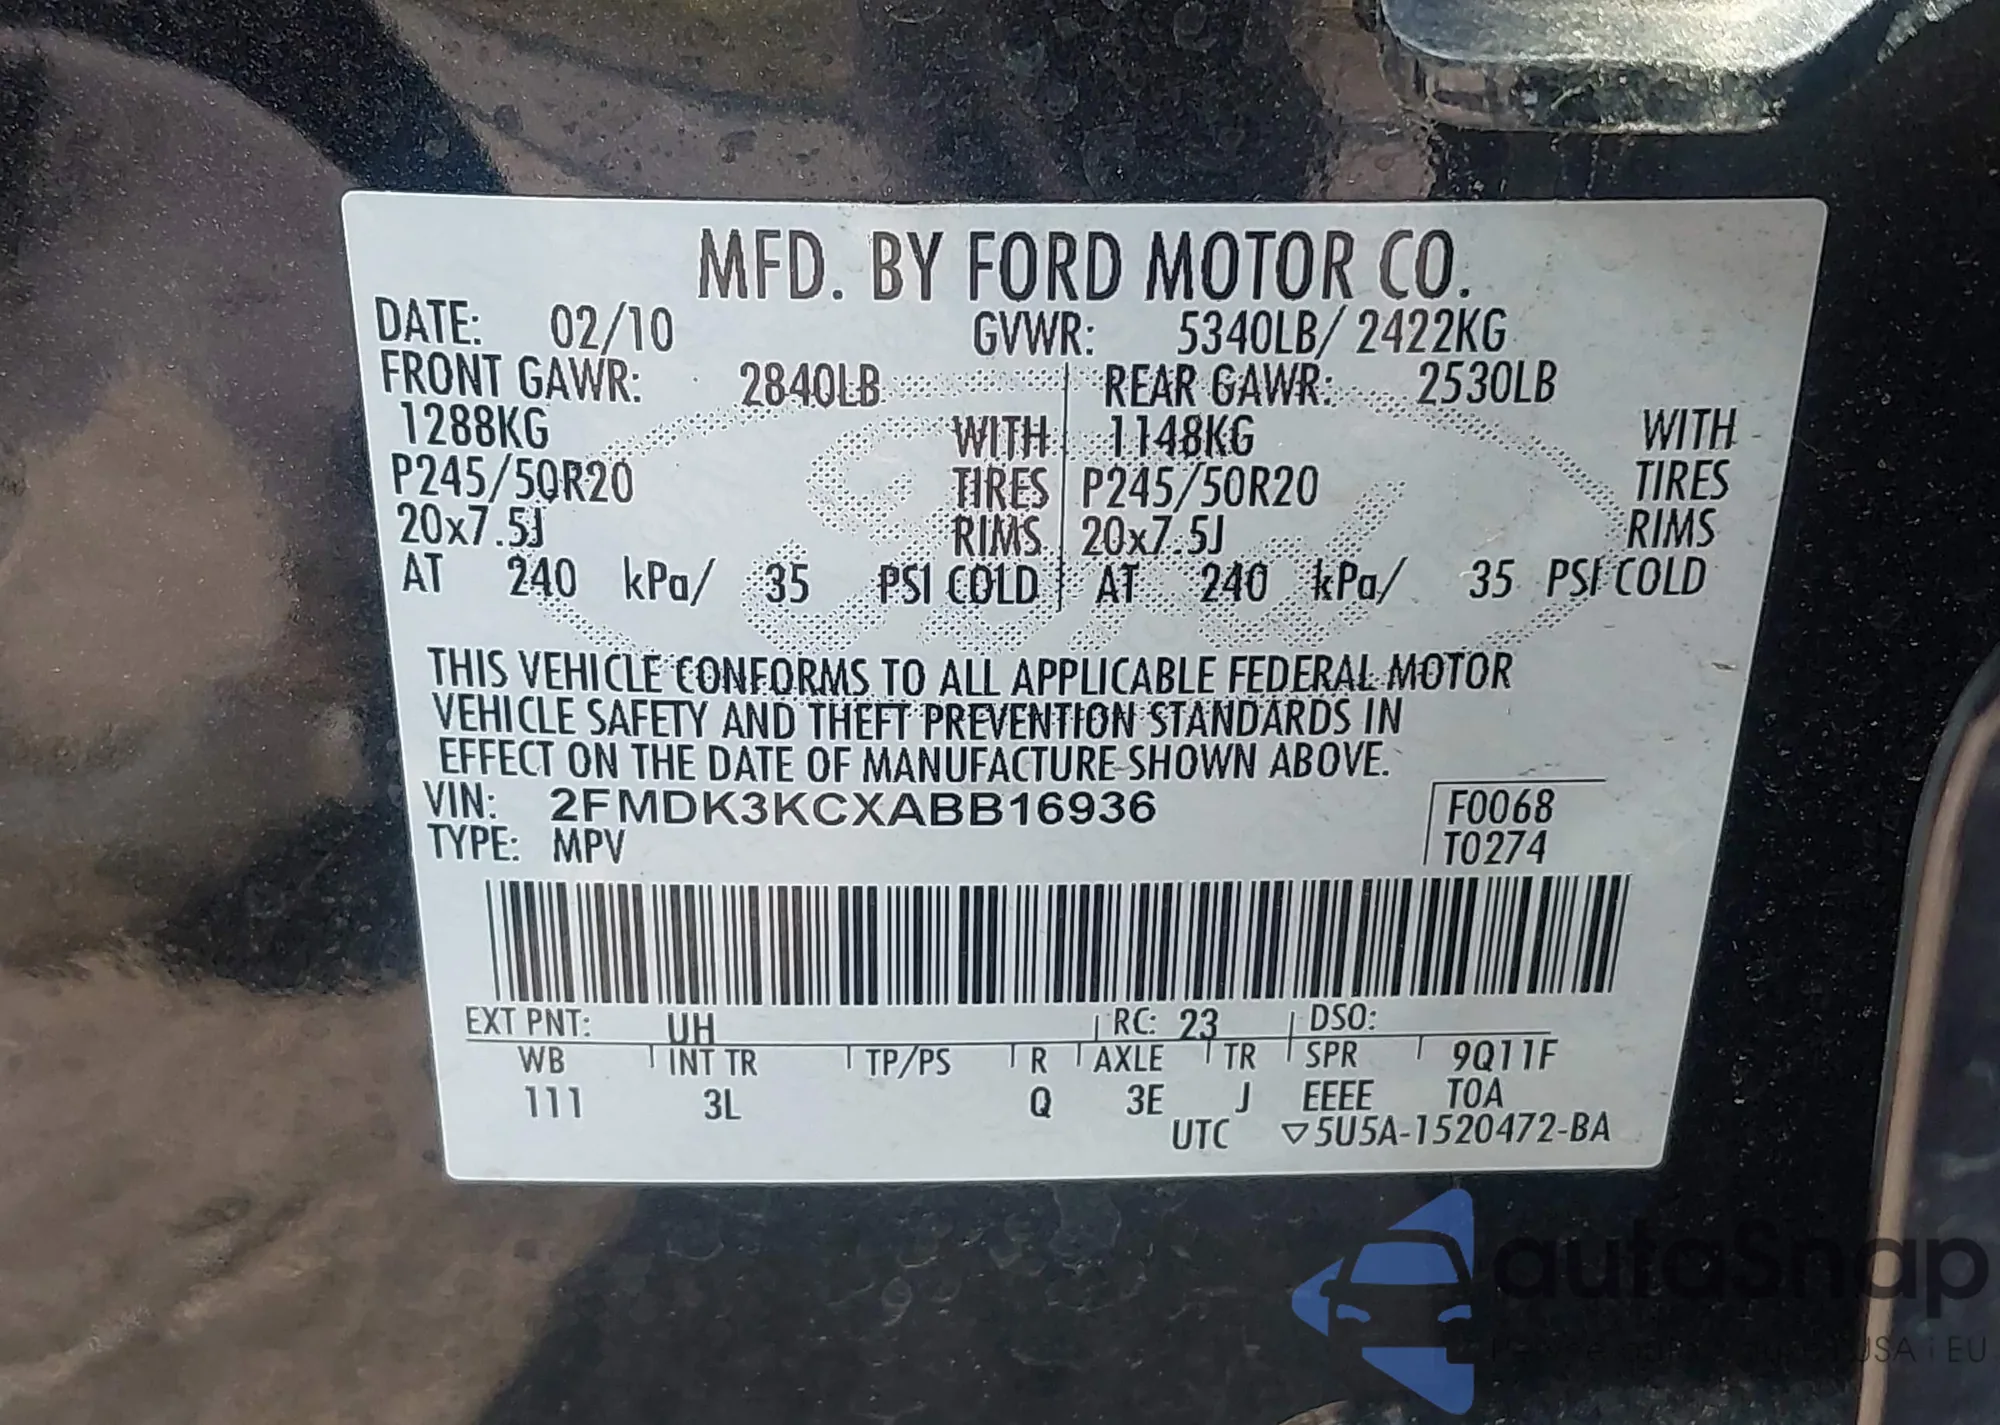 MFD. BY FORD MOTOR CO.
DATE: 02/10 GVWR: 5340LB/ 2422KG
FRONT GAWR: 2840LB REAR GAWR: 2530LB
1288KG WITH 1148KG WITH
P245/50R20 TIRES P245/50R20 TIRES
20x7.5J RIMS 20x7.5J RIMS
AT 240 kPa/ 35 PSI COLD AT 240 kPa/ 35 PSI COLD
THIS VEHICLE CONFORMS TO ALL APPLICABLE FEDERAL MOTOR
VEHICLE SAFETY AND THEFT PREVENTION STANDARDS IN
EFFECT ON THE DATE OF MANUFACTURE SHOWN ABOVE.
VIN: 2FMDK3KCXABB16936 F0068
TYPE: MPV T0274
EXT PNT: UH RC: 23 DSO:
WB INT TR TP/PS R AXLE TR SPR 9Q11F
111 3L Q 3E J EEEE TOA
UTC ▽5U5A-1520472-BA
autoSnap
USA i EU